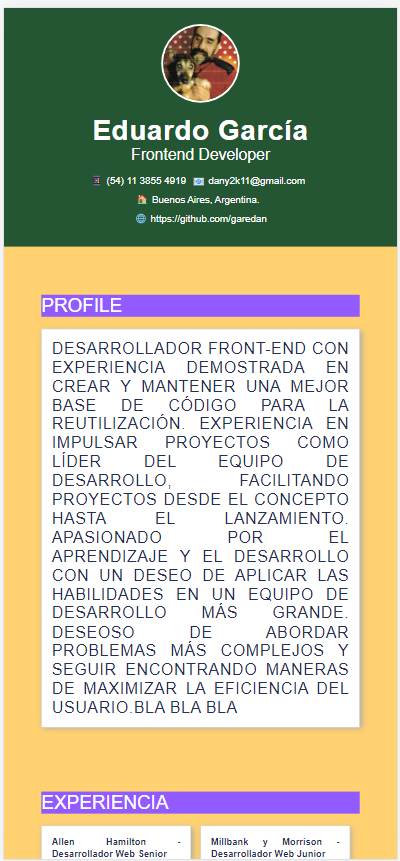 Eduardo García
Frontend Developer
(54) 11 3855 4919 dany2k11@gmail.com
Buenos Aires, Argentina.
https://github.com/garedan
PROFILE
DESARROLLADOR FRONT-END CON
EXPERIENCIA DEMOSTRADA EN
CREAR Y MANTENER UNA MEJOR
BASE DE CÓDIGO PARA LA
REUTILIZACIÓN. EXPERIENCIA EN
IMPULSAR PROYECTOS COMO
LÍDER DEL EQUIPO DE
DESARROLLO, FACILITANDO
PROYECTOS DESDE EL CONCEPTO
HASTA EL LANZAMIENTO.
APASIONADO POR EL
APRENDIZAJE Y EL DESARROLLO
CON UN DESEO DE APLICAR LAS
HABILIDADES EN UN EQUIPO DE
DESARROLLO MÁS GRANDE.
DESEOSO DE ABORDAR
PROBLEMAS MÁS COMPLEJOS Y
SEGUIR ENCONTRANDO MANERAS
DE MAXIMIZAR LA EFICIENCIA DEL
USUARIO.BLA BLA BLA
EXPERIENCIA
Allen Hamilton -
Desarrollador Web Senior
Millbank y Morrison -
Desarrollador Web Junior